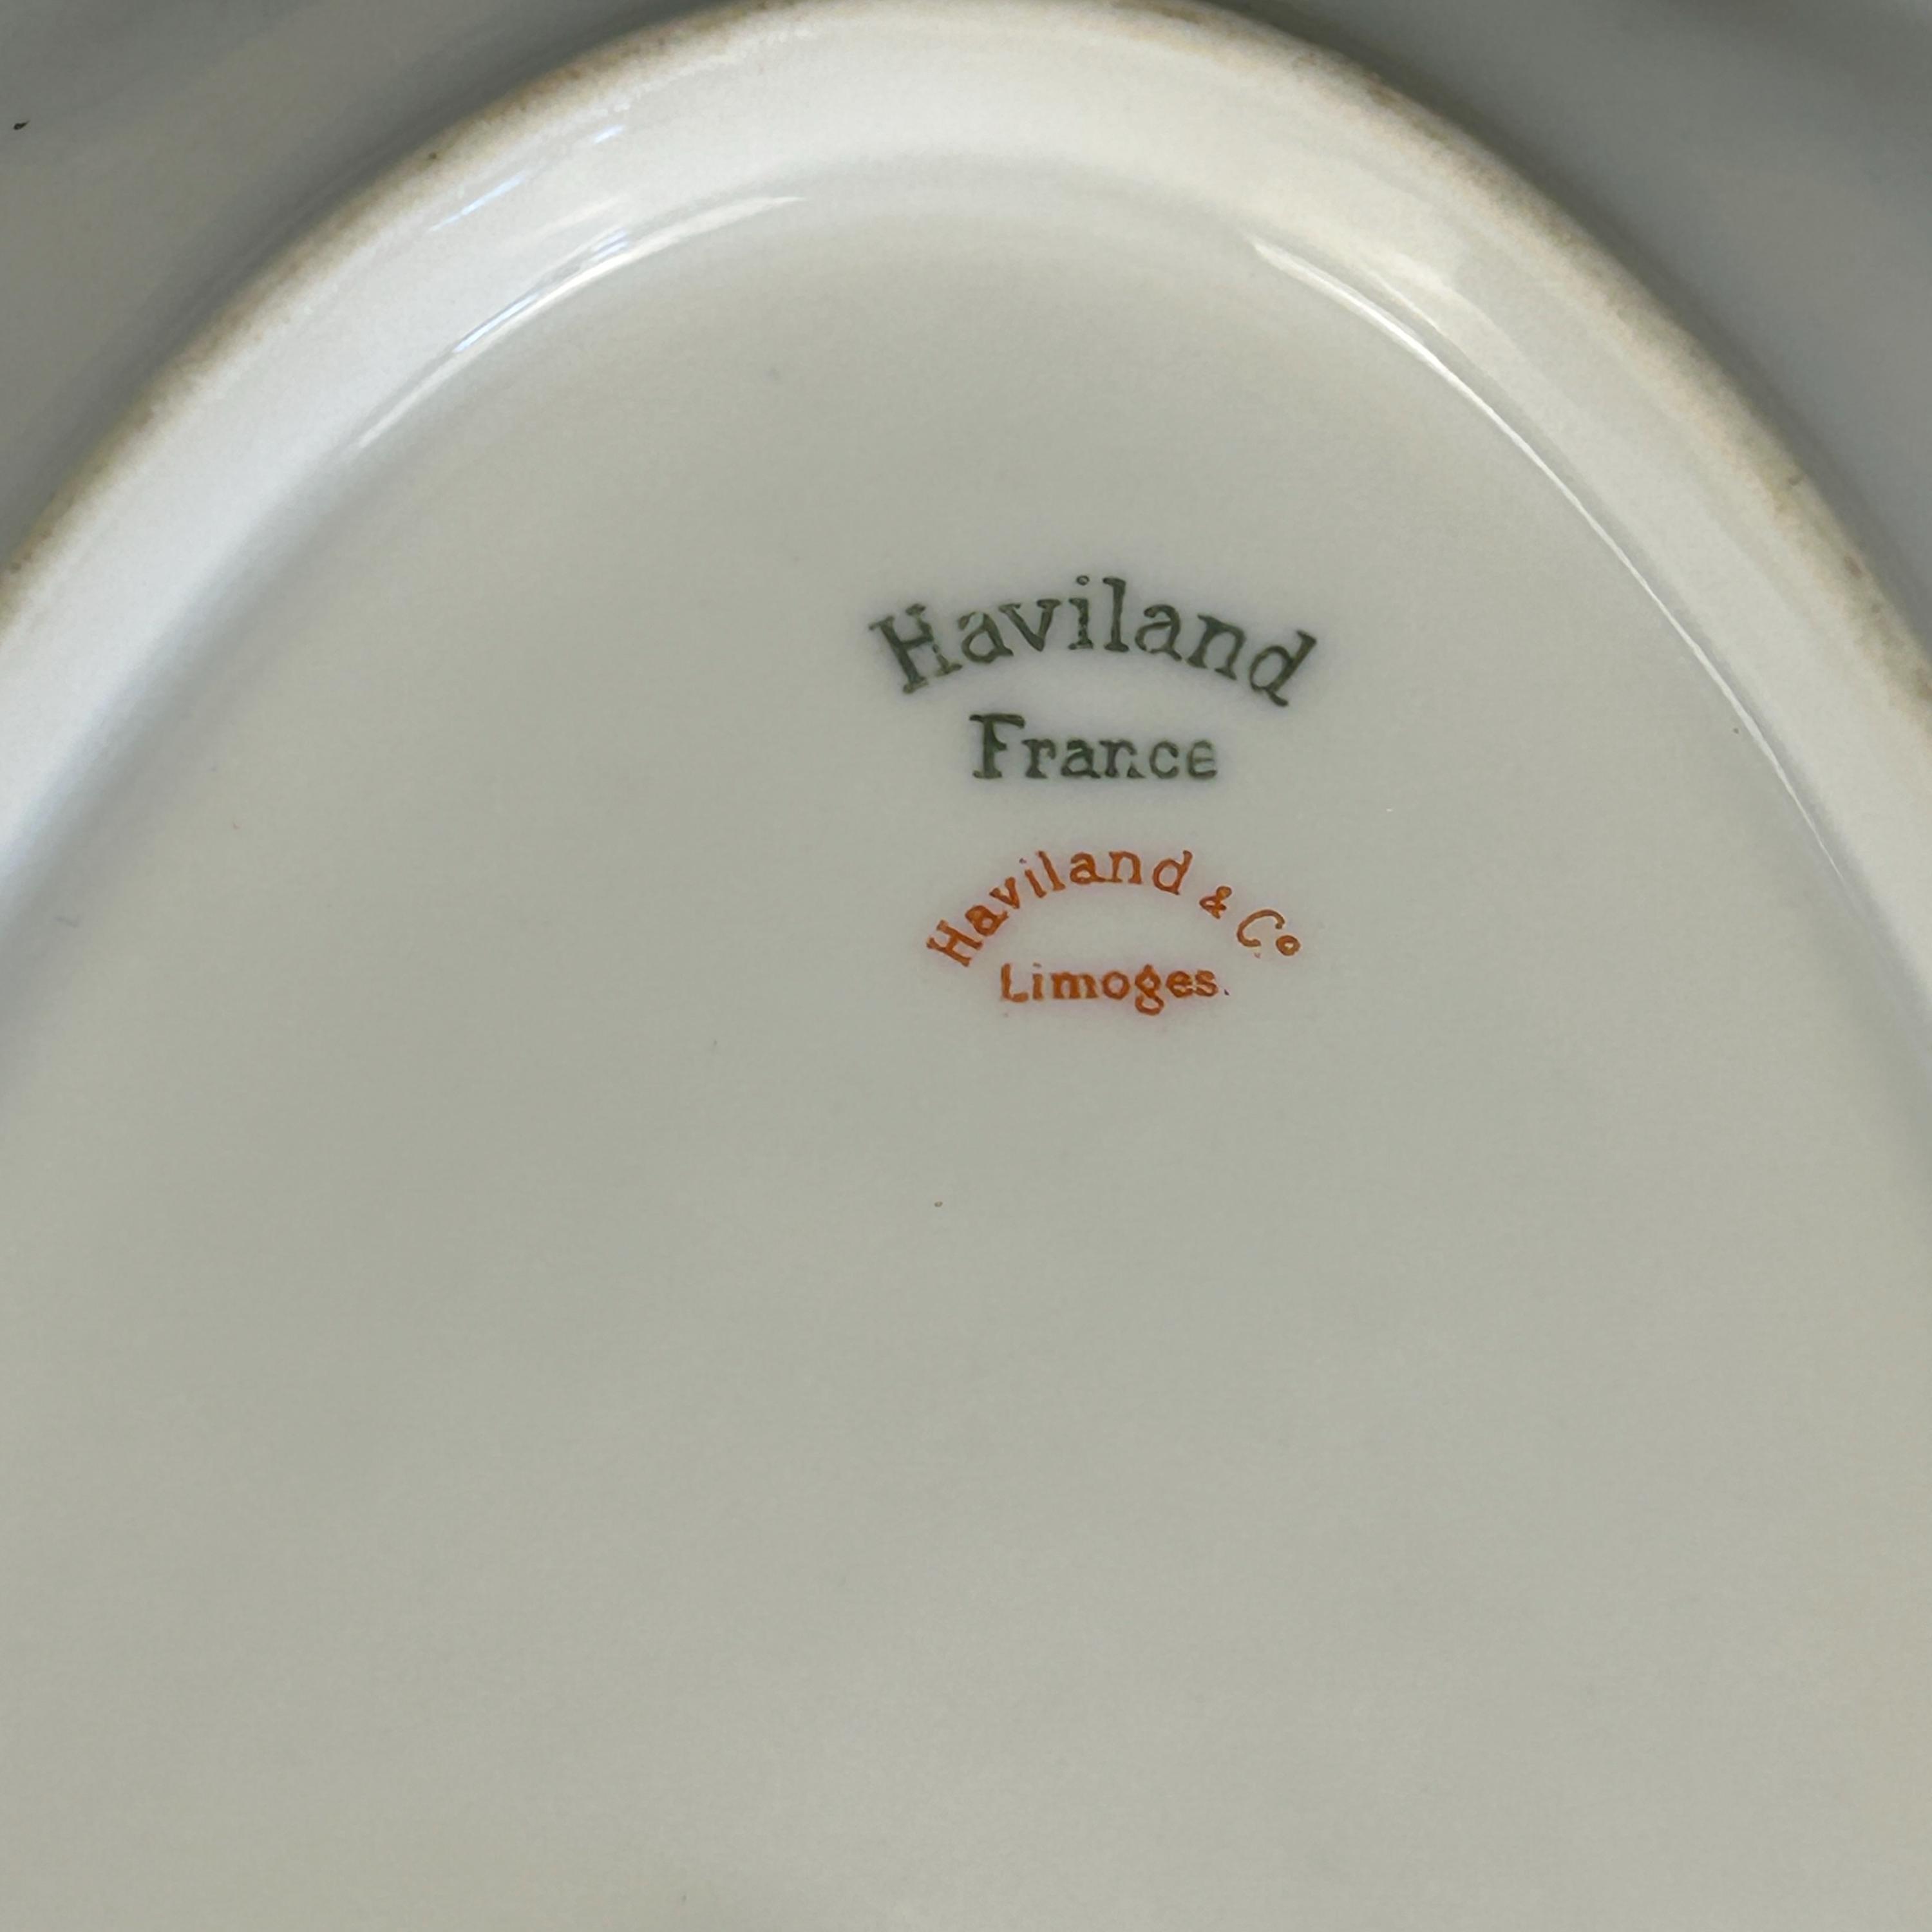 Haviland
France
Haviland & Co
Limoges.